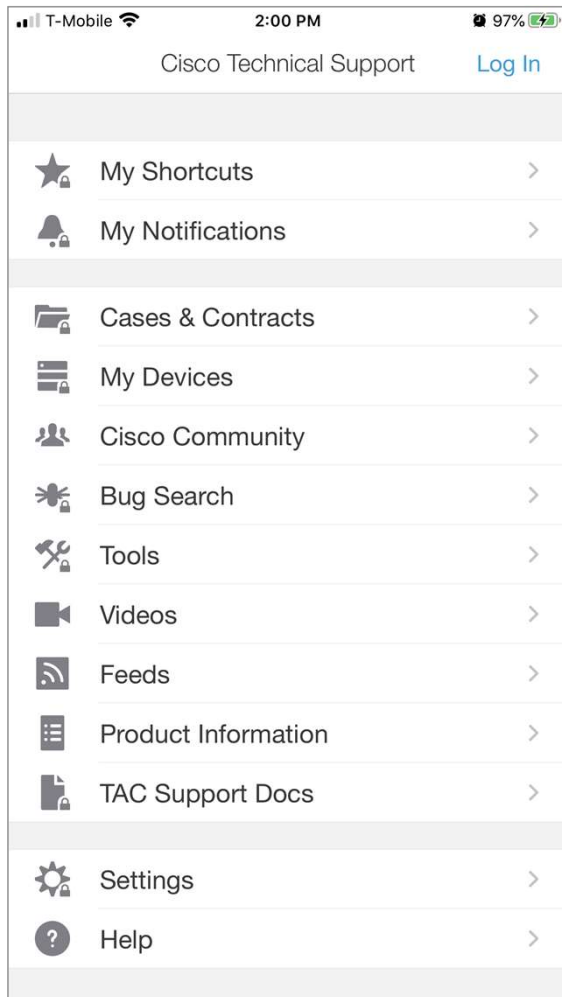 T-Mobile 2:00 PM 97%
Cisco Technical Support Log In
My Shortcuts
My Notifications
Cases & Contracts
My Devices
Cisco Community
Bug Search
Tools
Videos
Feeds
Product Information
TAC Support Docs
Settings
? Help